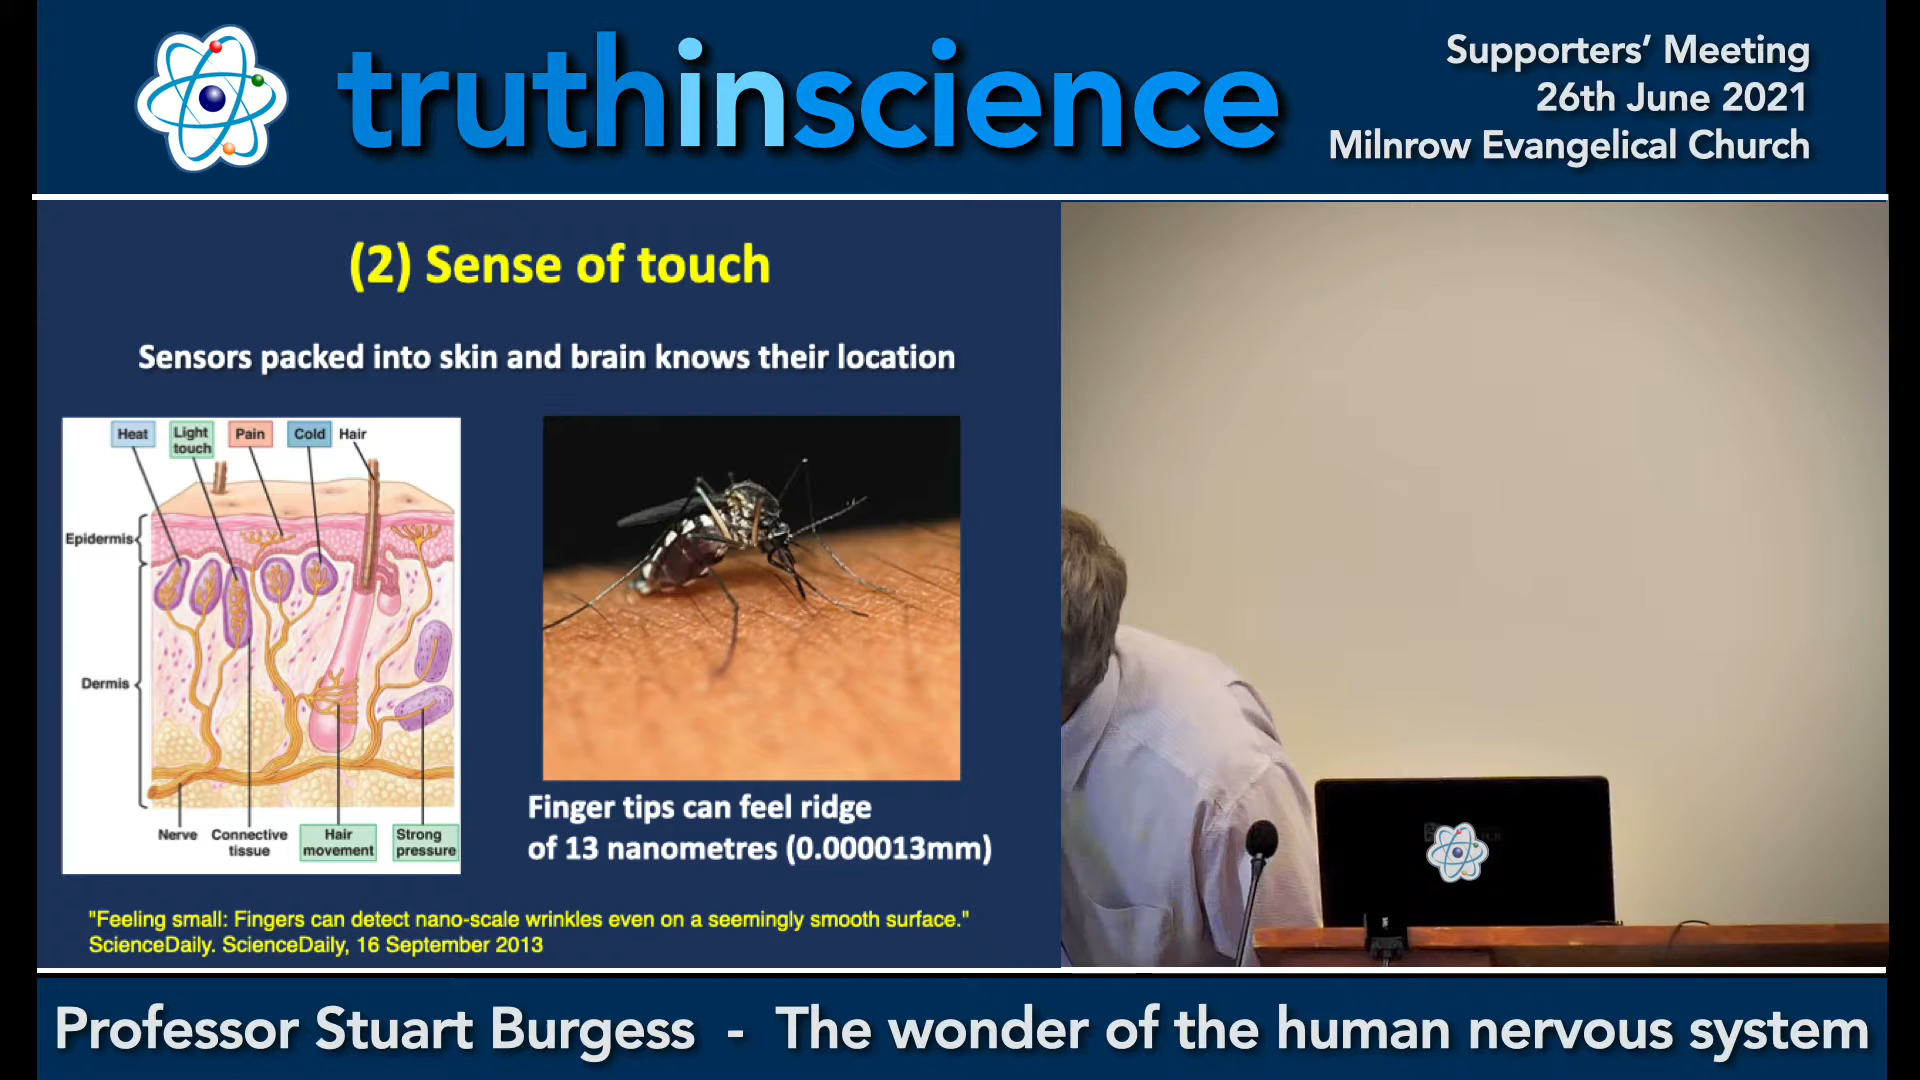 truthinscience
Supporters’ Meeting
26th June 2021
Milnrow Evangelical Church
(2) Sense of touch
Sensors packed into skin and brain knows their location
Heat
Light
touch
Pain
Cold
Hair
Epidermis
Dermis
Nerve
Connective
tissue
Hair
movement
Strong
pressure
Finger tips can feel ridge
of 13 nanometres (0.000013mm)
"Feeling small: Fingers can detect nano-scale wrinkles even on a seemingly smooth surface."
ScienceDaily. ScienceDaily, 16 September 2013
Professor Stuart Burgess - The wonder of the human nervous system